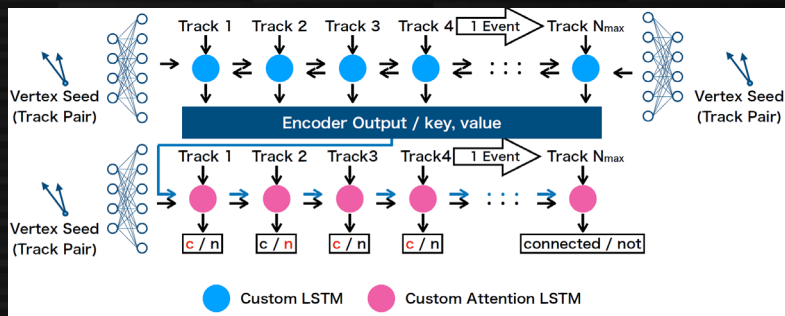 Track 1 Track 2 Track 3 Track 4 1 Event Track Nmax
Vertex Seed
(Track Pair)
Vertex Seed
(Track Pair)
Encoder Output / key, value
Track 1 Track 2 Track3 Track4 1 Event Track Nmax
Vertex Seed
(Track Pair)
c / n c / n c / n c / n connected / not
Custom LSTM Custom Attention LSTM